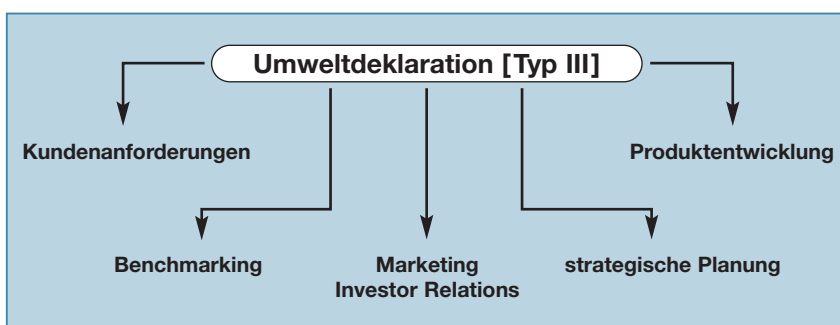 Umweltdeklaration [Typ III]
Kundenanforderungen
Produktentwicklung
Benchmarking
Marketing
Investor Relations
strategische Planung